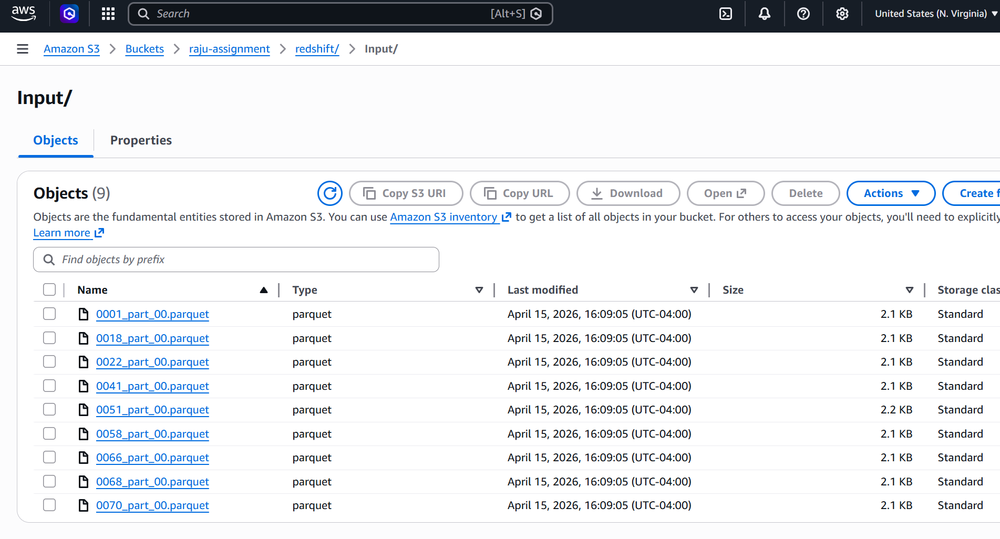 aws Search [Alt+S] United States (N. Virginia)
Amazon S3 Buckets raju-assignment redshift/ Input/
Input/
Objects Properties
Objects (9) Copy S3 URI Copy URL Download Open Delete Actions Create f
Objects are the fundamental entities stored in Amazon S3. You can use Amazon S3 inventory to get a list of all objects in your bucket. For others to access your objects, you'll need to explicitly
Learn more
Find objects by prefix
Name Type Last modified Size Storage clas
0001_part_00.parquet parquet April 15, 2026, 16:09:05 (UTC-04:00) 2.1 KB Standard
0018_part_00.parquet parquet April 15, 2026, 16:09:05 (UTC-04:00) 2.1 KB Standard
0022_part_00.parquet parquet April 15, 2026, 16:09:05 (UTC-04:00) 2.1 KB Standard
0041_part_00.parquet parquet April 15, 2026, 16:09:05 (UTC-04:00) 2.1 KB Standard
0051_part_00.parquet parquet April 15, 2026, 16:09:05 (UTC-04:00) 2.2 KB Standard
0058_part_00.parquet parquet April 15, 2026, 16:09:05 (UTC-04:00) 2.1 KB Standard
0066_part_00.parquet parquet April 15, 2026, 16:09:05 (UTC-04:00) 2.1 KB Standard
0068_part_00.parquet parquet April 15, 2026, 16:09:05 (UTC-04:00) 2.1 KB Standard
0070_part_00.parquet parquet April 15, 2026, 16:09:05 (UTC-04:00) 2.1 KB Standard